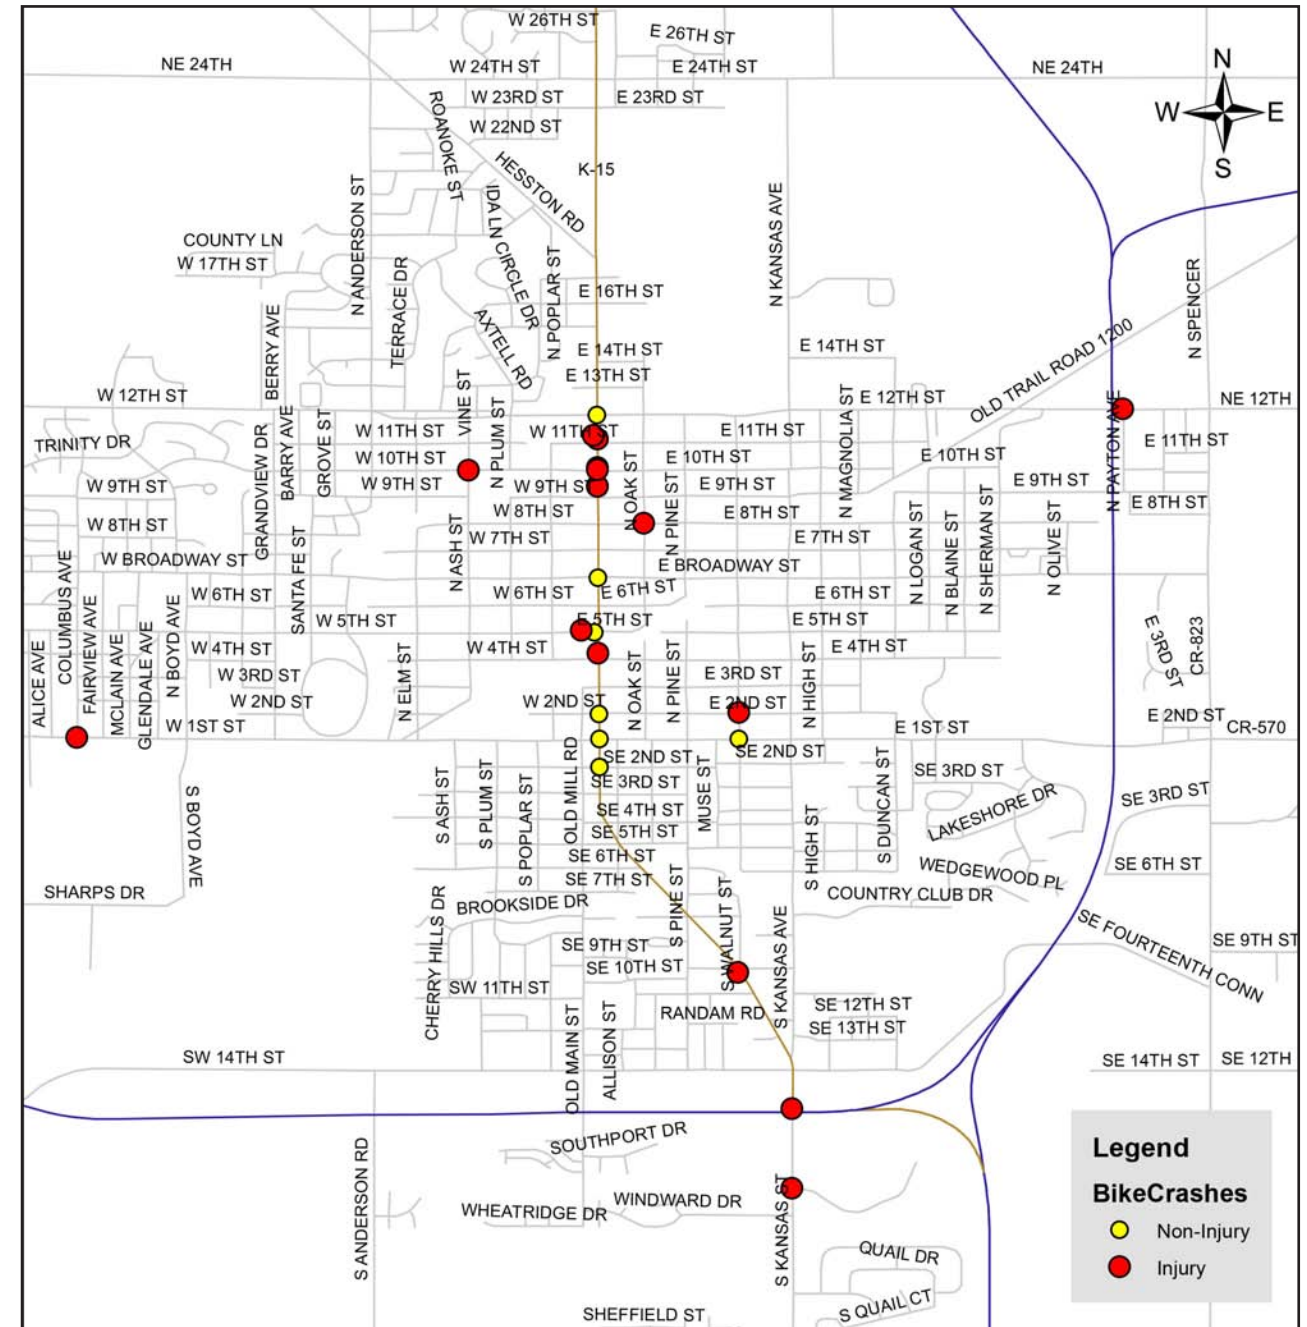 W 26TH ST
E 26TH ST
NE 24TH
W 24TH ST
E 24TH ST
NE 24TH
N
W 23RD ST
E 23RD ST
W
E
W 22ND ST
S
ROANOKE ST
HESSTON RD
K-15
IDA LN
CIRCLE DR
N ANDERSON ST
N KANSAS AVE
COUNTY LN
W 17TH ST
TERRACE DR
N POPLAR ST
E 16TH ST
N SPENCER
BERRY AVE
AXTELL RD
E 14TH ST
E 14TH ST
OLD TRAIL ROAD 1200
E 13TH ST
W 12TH ST
E 12TH ST
NE 12TH
VINE ST
N PLUM ST
N MAGNOLIA ST
N PAYTON AVE
TRINITY DR
GRANDVIEW DR
BARRY AVE
GROVE ST
W 11TH ST
W 11TH ST
E 11TH ST
E 11TH ST
W 10TH ST
E 10TH ST
E 10TH ST
W 9TH ST
W 9TH ST
W 9TH ST
N OAK ST
N PINE ST
E 9TH ST
E 9TH ST
W 8TH ST
W 8TH ST
E 8TH ST
E 8TH ST
N ASH ST
W 7TH ST
E 7TH ST
N LOGAN ST
N BLAINE ST
N SHERMAN ST
N OLIVE ST
SANTA FE ST
W BROADWAY ST
E BROADWAY ST
COLUMBUS AVE
W 6TH ST
W 6TH ST
E 6TH ST
E 6TH ST
W 5TH ST
E 5TH ST
E 5TH ST
ALICE AVE
FAIRVIEW AVE
MCLAIN AVE
GLENDALE AVE
N BOYD AVE
W 4TH ST
W 4TH ST
E 4TH ST
E 3RD ST
CR-823
W 3RD ST
N ELM ST
N OAK ST
N PINE ST
E 3RD ST
N HIGH ST
W 2ND ST
W 2ND ST
E 2ND ST
E 2ND ST
W 1ST ST
E 1ST ST
CR-570
OLD MILL RD
SE 2ND ST
SE 2ND ST
S BOYD AVE
S ASH ST
S PLUM ST
S POPLAR ST
SE 3RD ST
MUSE ST
S DUNCAN ST
SE 3RD ST
SE 3RD ST
SE 4TH ST
LAKESHORE DR
SE 5TH ST
S HIGH ST
SE 6TH ST
WEDGEWOOD PL
SE 6TH ST
SE 7TH ST
SHARPS DR
BROOKSIDE DR
S PINE ST
S WALNUT ST
COUNTRY CLUB DR
CHERRY HILLS DR
S KANSAS AVE
SE FOURTEENTH CONN
SE 9TH ST
SE 9TH ST
SE 10TH ST
SW 11TH ST
SE 12TH ST
RANDAM RD
SE 13TH ST
OLD MAIN ST
ALLISON ST
SW 14TH ST
SE 14TH ST
SE 12TH
SOUTHPORT DR
S ANDERSON RD
WINDWARD DR
WHEATRIDGE DR
S KANSAS ST
QUAIL DR
S QUAIL CT
SHEFFIELD ST
Legend
BikeCrashes
Non-Injury
Injury